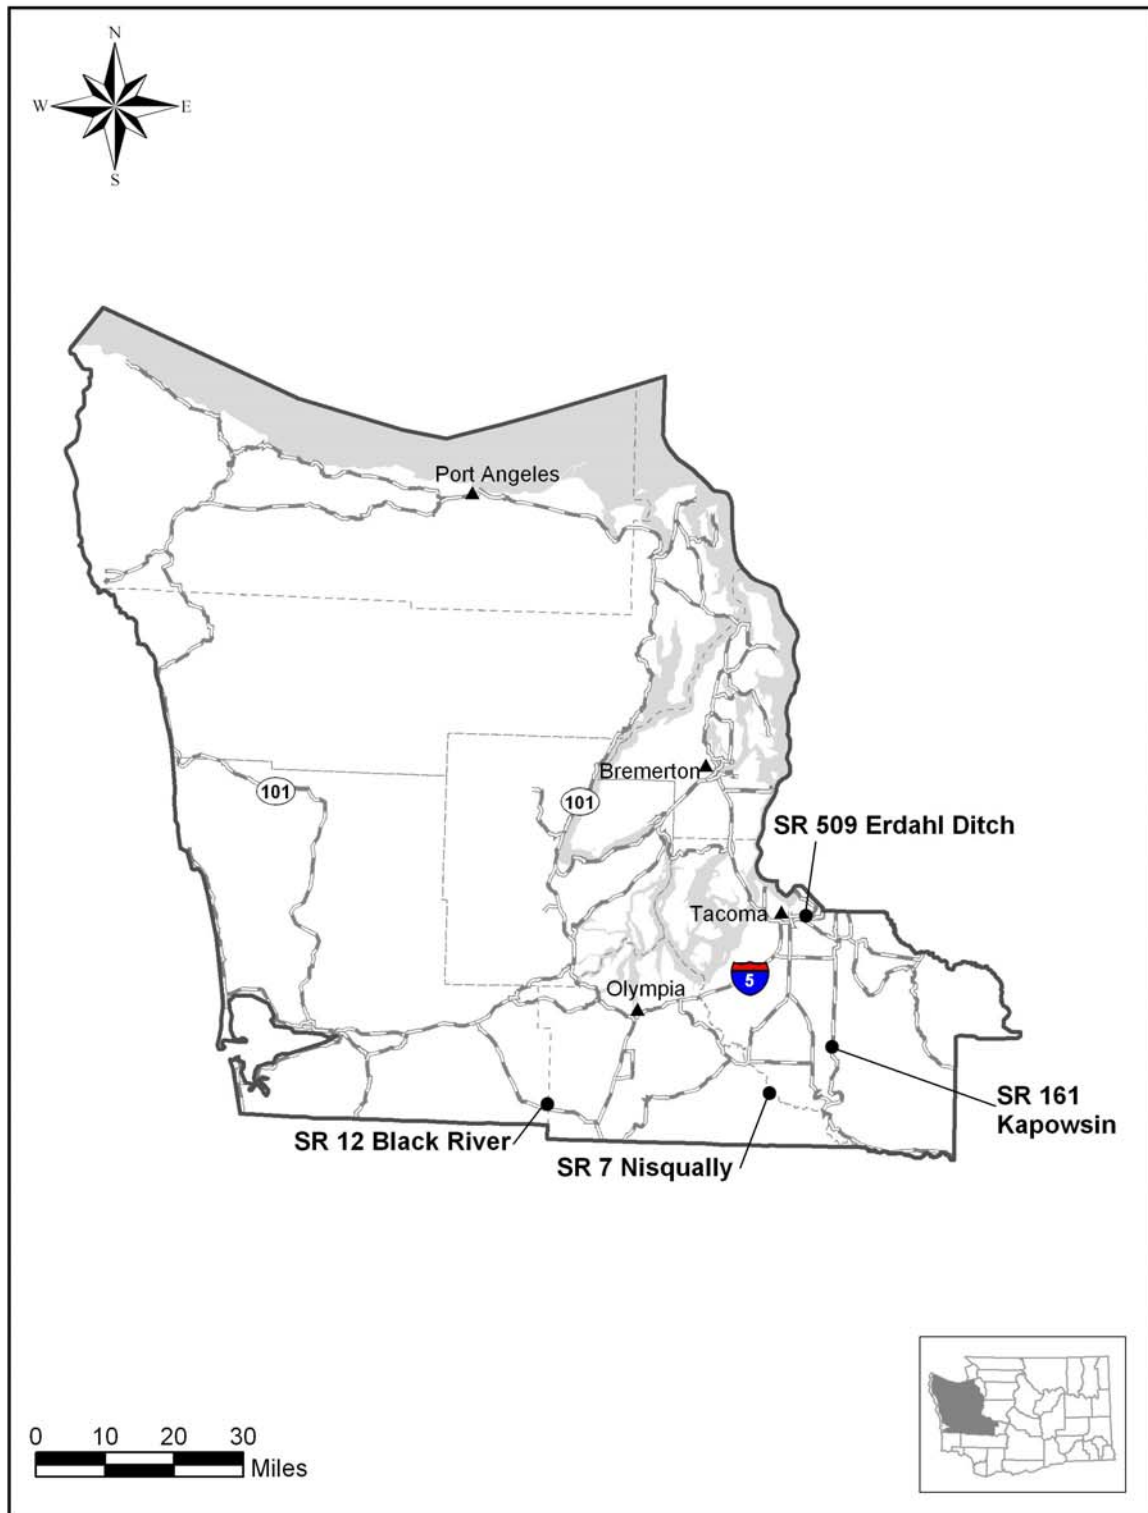 N
W E
S
Port Angeles
Bremerton
101
101
SR 509 Erdahl Ditch
Tacoma
5
Olympia
SR 161
Kapowsin
SR 12 Black River
SR 7 Nisqually
0 10 20 30
Miles